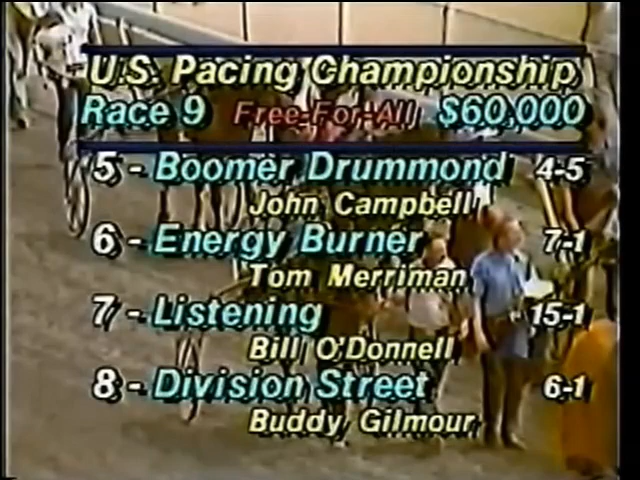 U.S. Pacing Championship
Race 9 Free-For-All $60,000
5 - Boomer Drummond 4-5
John Campbell
6 - Energy Burner 7-1
Tom Merriman
7 - Listening 15-1
Bill O'Donnell
8 - Division Street 6-1
Buddy Gilmour